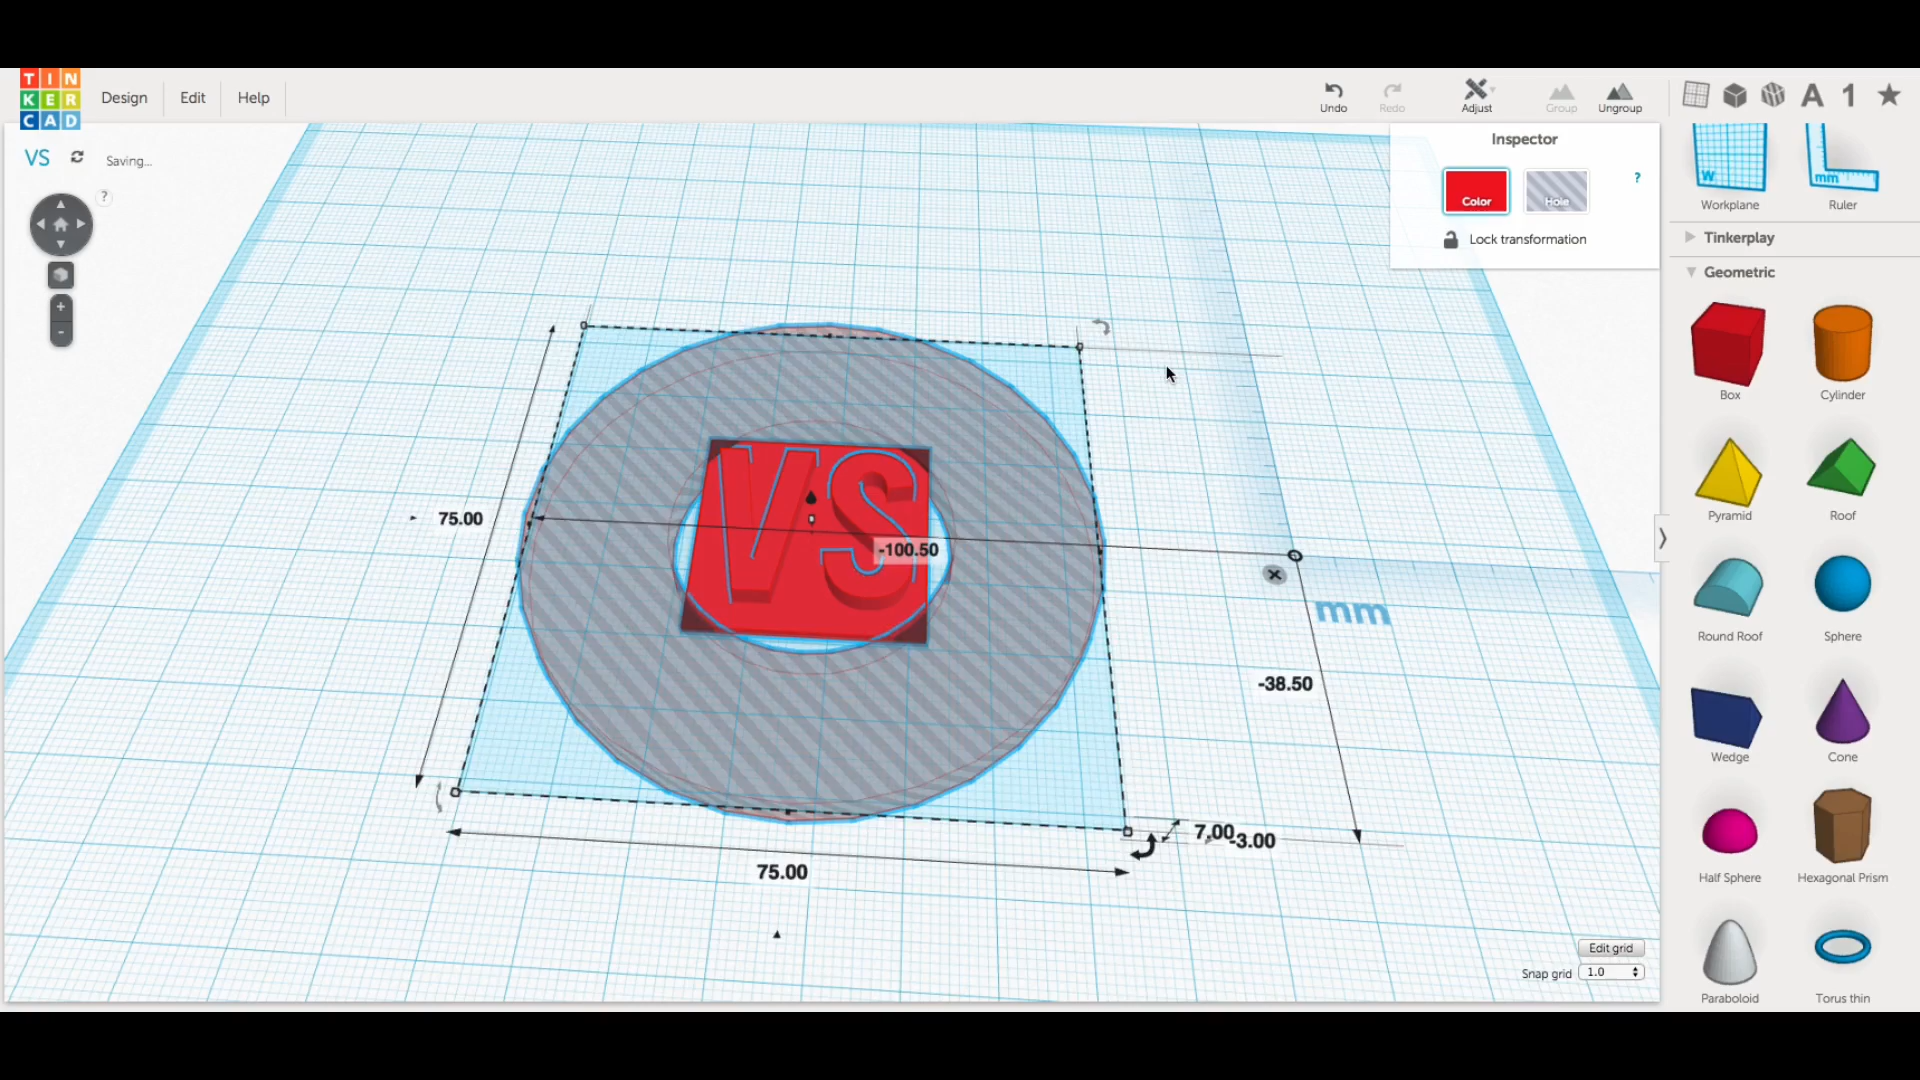 TIN
KER
CAD
Design
Edit
Help
Undo
Redo
Adjust
Group
Ungroup
A
1
VS
Saving...
?
Inspector
Color
Hole
?
Lock transformation
W
Workplane
mm
Ruler
Tinkerplay
Geometric
Box
Cylinder
Pyramid
Roof
Round Roof
Sphere
Wedge
Cone
Half Sphere
Hexagonal Prism
Paraboloid
Torus thin
+
-
VS
75.00
-100.50
mm
-38.50
7.00
-3.00
75.00
Edit grid
Snap grid
1.0